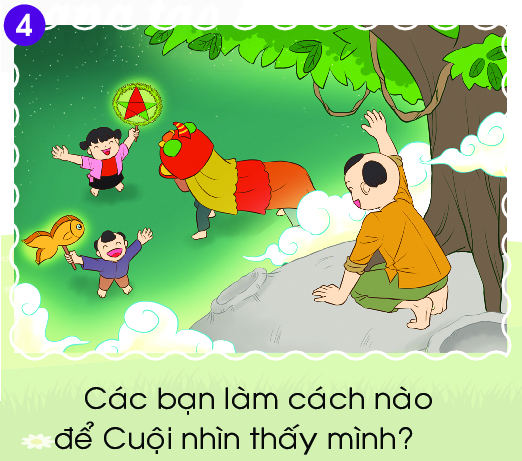 4
Các bạn làm cách nào
để Cuội nhìn thấy mình?